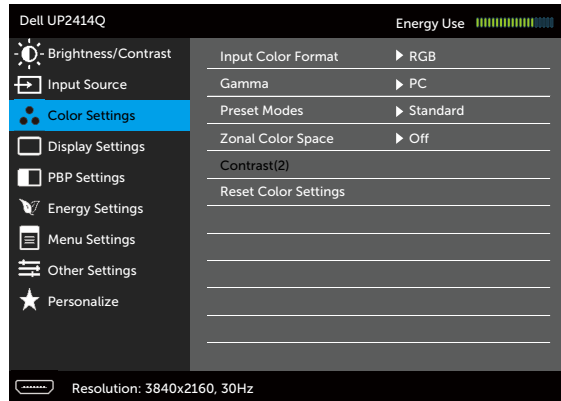 Dell UP2414Q
Energy Use
Brightness/Contrast
Input Source
Color Settings
Display Settings
PBP Settings
Energy Settings
Menu Settings
Other Settings
Personalize
Input Color Format RGB
Gamma PC
Preset Modes Standard
Zonal Color Space Off
Contrast(2)
Reset Color Settings
Resolution: 3840x2160, 30Hz